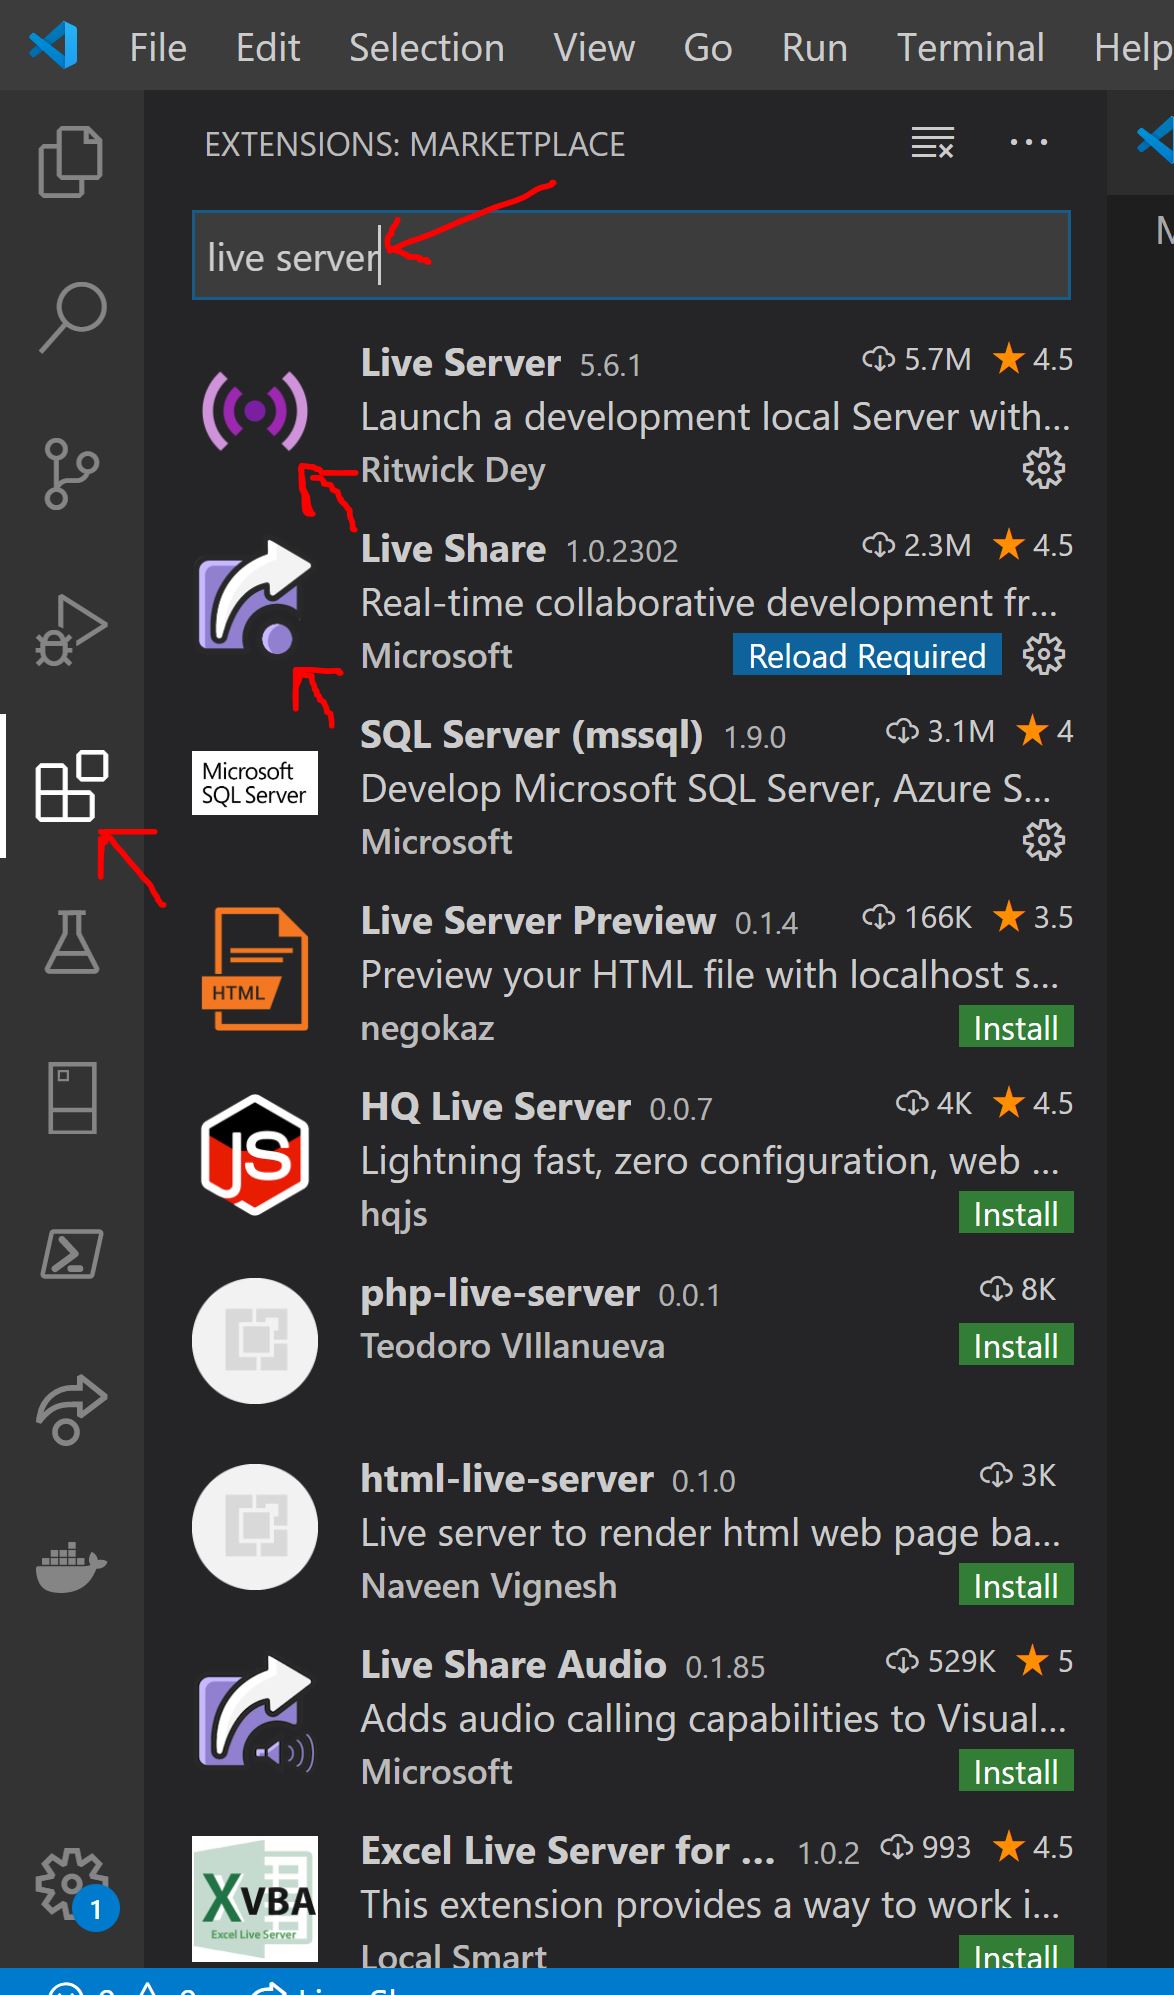 File Edit Selection View Go Run Terminal Help
EXTENSIONS: MARKETPLACE
live server
Live Server 5.6.1 5.7M 4.5
Launch a development local Server with...
Ritwick Dey
Live Share 1.0.2302 2.3M 4.5
Real-time collaborative development fr...
Microsoft Reload Required
Microsoft
SQL Server
SQL Server (mssql) 1.9.0 3.1M 4
Develop Microsoft SQL Server, Azure S...
Microsoft
HTML
Live Server Preview 0.1.4 166K 3.5
Preview your HTML file with localhost s...
negokaz Install
JS
HQ Live Server 0.0.7 4K 4.5
Lightning fast, zero configuration, web ...
hqjs Install
php-live-server 0.0.1 8K
Teodoro VIllanueva Install
html-live-server 0.1.0 3K
Live server to render html web page ba...
Naveen Vignesh Install
Live Share Audio 0.1.85 529K 5
Adds audio calling capabilities to Visual...
Microsoft Install
X VBA
Excel Live Server
Excel Live Server for ... 1.0.2 993 4.5
This extension provides a way to work i...
Local Smart Install
1